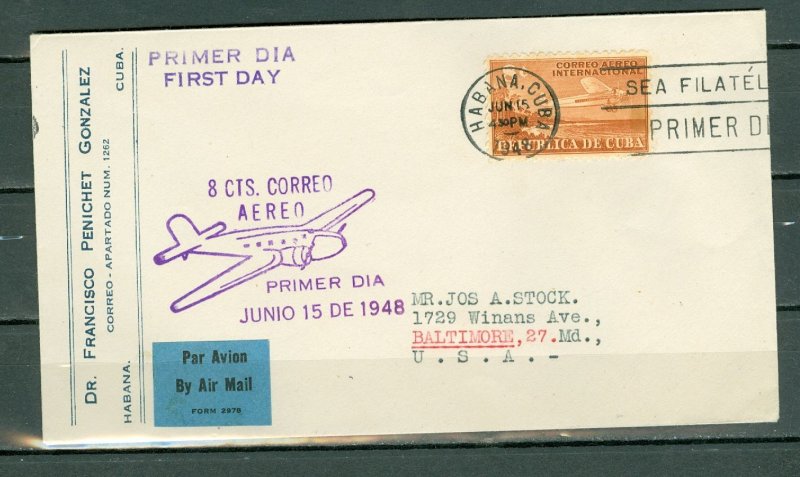 DR. FRANCISCO PENICHET GONZALEZ
CORREO - APARTADO NUM. 1262
HABANA. CUBA.
PRIMER DIA
FIRST DAY
CORREO AEREO
INTERNACIONAL
REPUBLICA DE CUBA
HABANA, CUBA
JUN 15
4 30 PM
1948
SEA FILATÉL
PRIMER DI
8 CTS. CORREO
AEREO
PRIMER DIA
JUNIO 15 DE 1948
MR.JOS A.STOCK.
1729 Winans Ave.,
BALTIMORE,27.Md.,
U. S. A. -
Par Avion
By Air Mail
FORM 2978